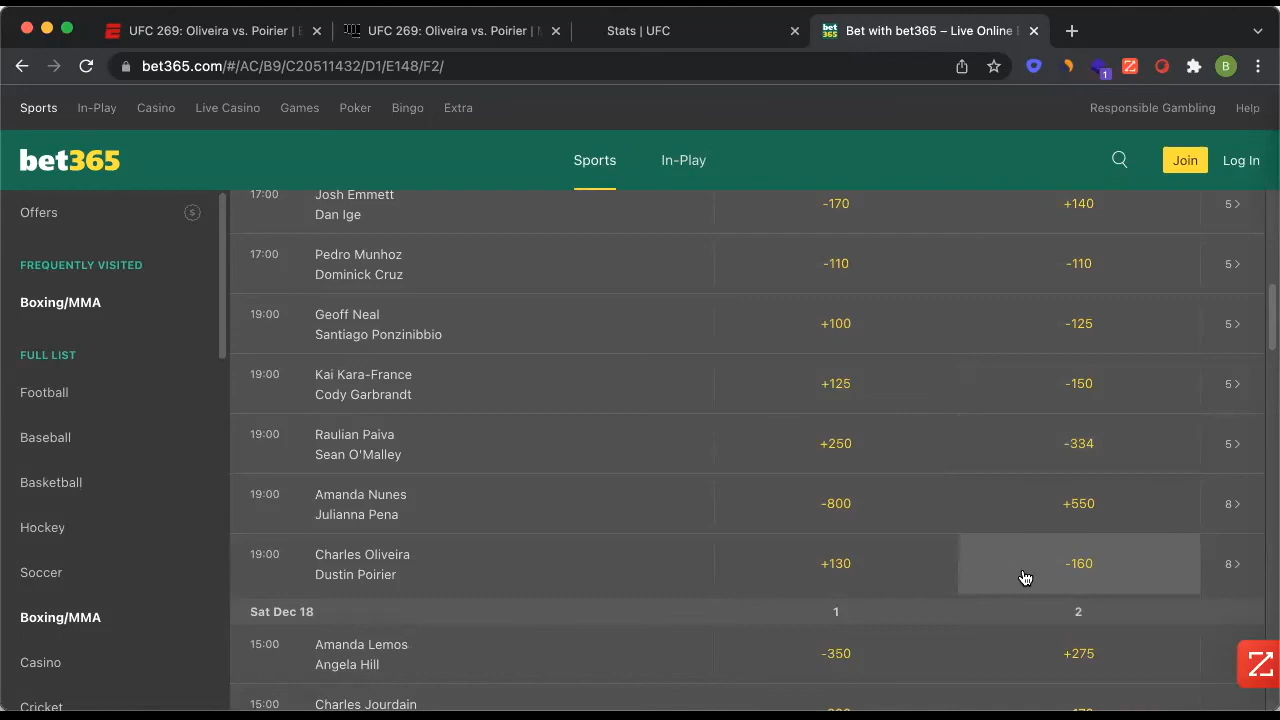 UFC 269: Oliveira vs. Poirier |
UFC 269: Oliveira vs. Poirier |
Stats | UFC
bet365 Bet with bet365 – Live Online
bet365.com/#/AC/B9/C20511432/D1/E148/F2/
1
B
Sports In-Play Casino Live Casino Games Poker Bingo Extra Responsible Gambling Help
bet365 Sports In-Play Join Log In
Offers $
FREQUENTLY VISITED
Boxing/MMA
FULL LIST
Football
Baseball
Basketball
Hockey
Soccer
Boxing/MMA
Casino
Cricket
17:00 Josh Emmett -170 +140 5
Dan Ige
17:00 Pedro Munhoz -110 -110 5
Dominick Cruz
19:00 Geoff Neal +100 -125 5
Santiago Ponzinibbio
19:00 Kai Kara-France +125 -150 5
Cody Garbrandt
19:00 Raulian Paiva +250 -334 5
Sean O'Malley
19:00 Amanda Nunes -800 +550 8
Julianna Pena
19:00 Charles Oliveira +130 -160 8
Dustin Poirier
Sat Dec 18 1 2
15:00 Amanda Lemos -350 +275
Angela Hill
15:00 Charles Jourdain